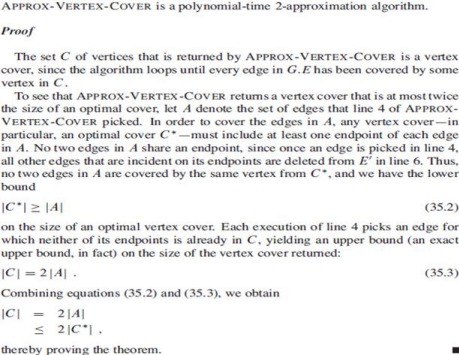 APPROX-VERTEX-COVER is a polynomial-time 2-approximation algorithm.
Proof
The set C of vertices that is returned by APPROX-VERTEX-COVER is a vertex
cover, since the algorithm loops until every edge in G.E has been covered by some
vertex in C.
To see that APPROX-VERTEX-COVER returns a vertex cover that is at most twice
the size of an optimal cover, let A denote the set of edges that line 4 of APPROX-
VERTEX-COVER picked. In order to cover the edges in A, any vertex cover—in
particular, an optimal cover C*—must include at least one endpoint of each edge
in A. No two edges in A share an endpoint, since once an edge is picked in line 4,
all other edges that are incident on its endpoints are deleted from E′ in line 6. Thus,
no two edges in A are covered by the same vertex from C*, and we have the lower
bound
|C*| ≥ |A| (35.2)
on the size of an optimal vertex cover. Each execution of line 4 picks an edge for
which neither of its endpoints is already in C, yielding an upper bound (an exact
upper bound, in fact) on the size of the vertex cover returned:
|C| = 2|A| . (35.3)
Combining equations (35.2) and (35.3), we obtain
|C| = 2|A|
≤ 2|C*| .
thereby proving the theorem. ■